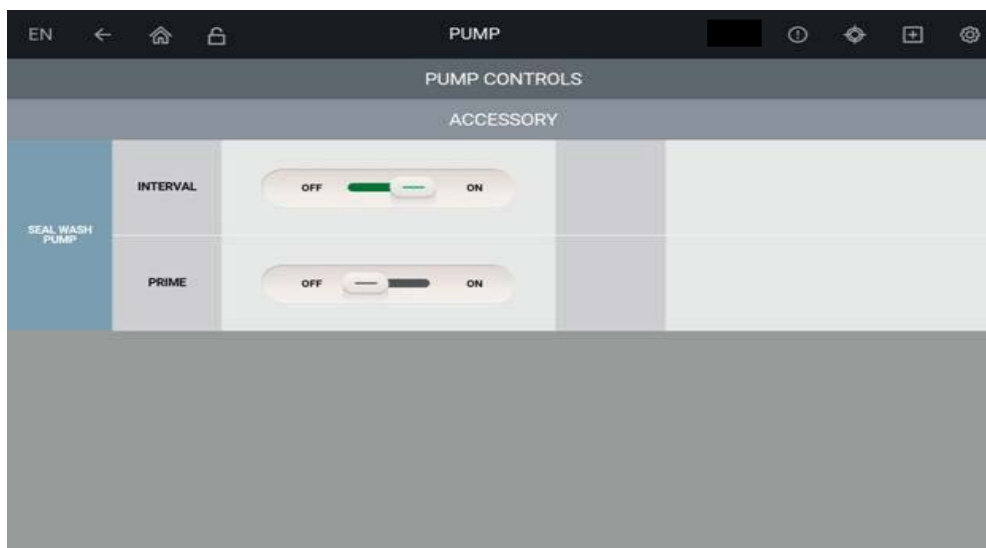 EN PUMP
PUMP CONTROLS
ACCESSORY
SEAL WASH
PUMP
INTERVAL
OFF ON
PRIME
OFF ON